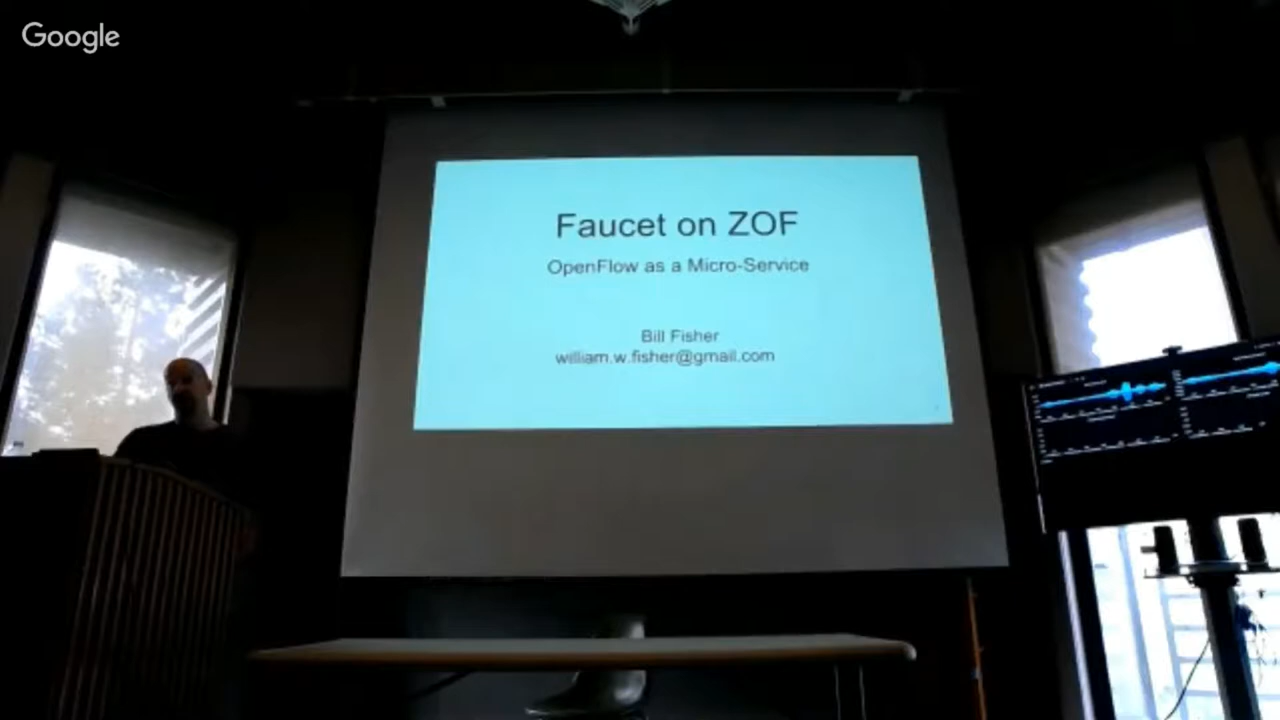 Google
Faucet on ZOF
OpenFlow as a Micro-Service
Bill Fisher
william.w.fisher@gmail.com